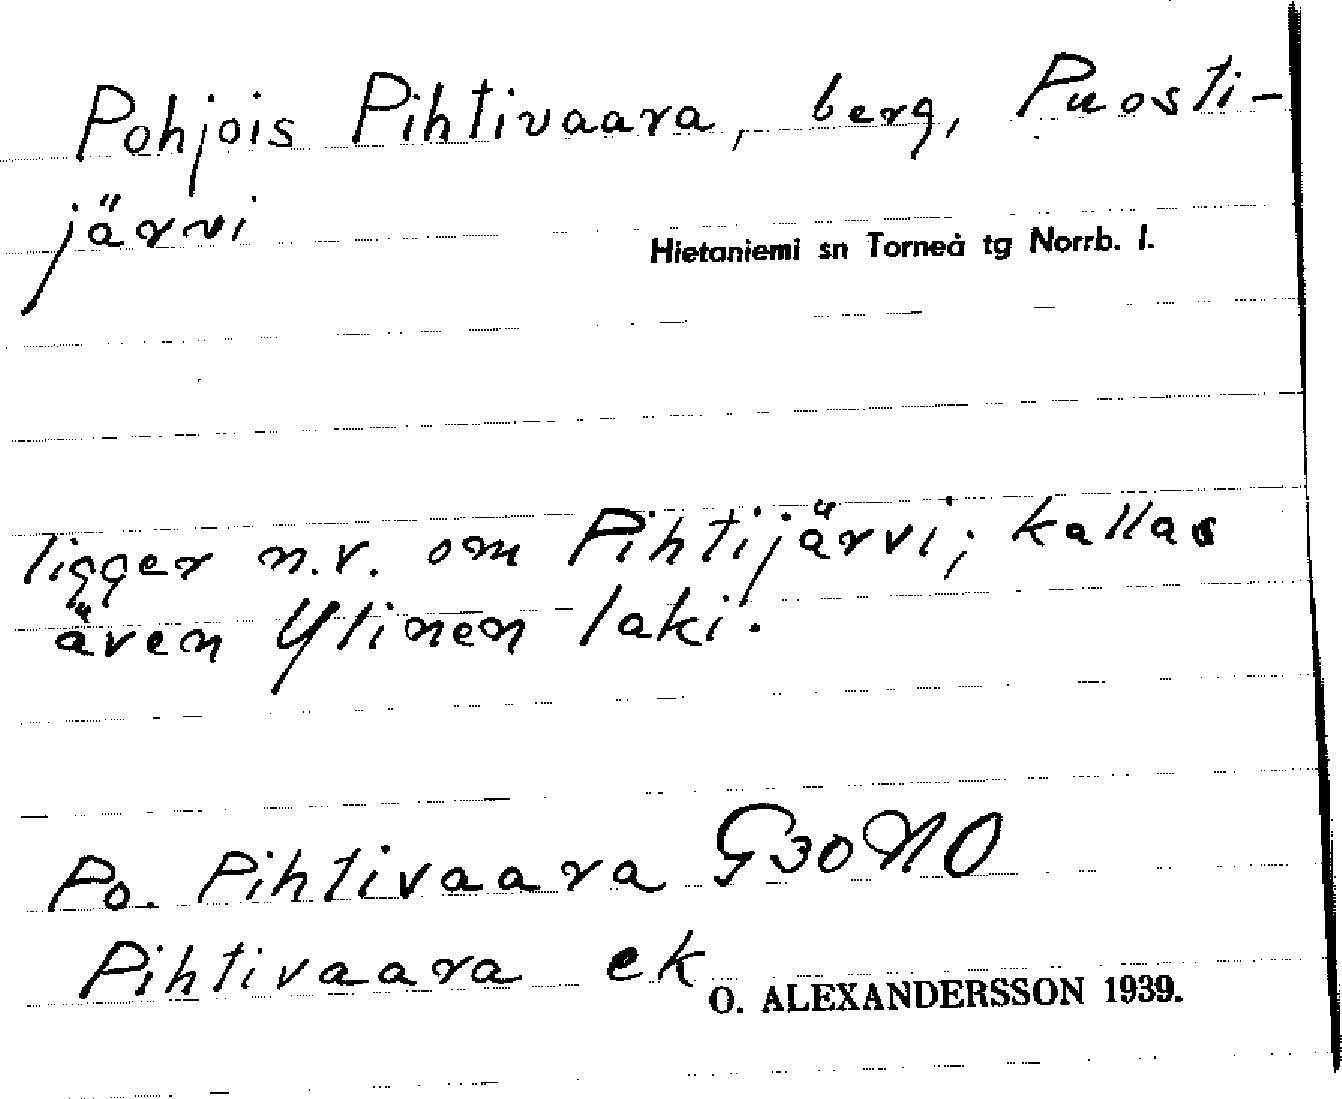 Pohjois Pihtivaara, berg, Puosti-
järvi
Hietaniemi sn Torneå tg Norrb. l.
ligger n.v. om Pihtijärvi; kallas
även Ylinen laki.
Po. Pihtivaara G30NO
Pihtivaara ek
O. ALEXANDERSSON 1939.